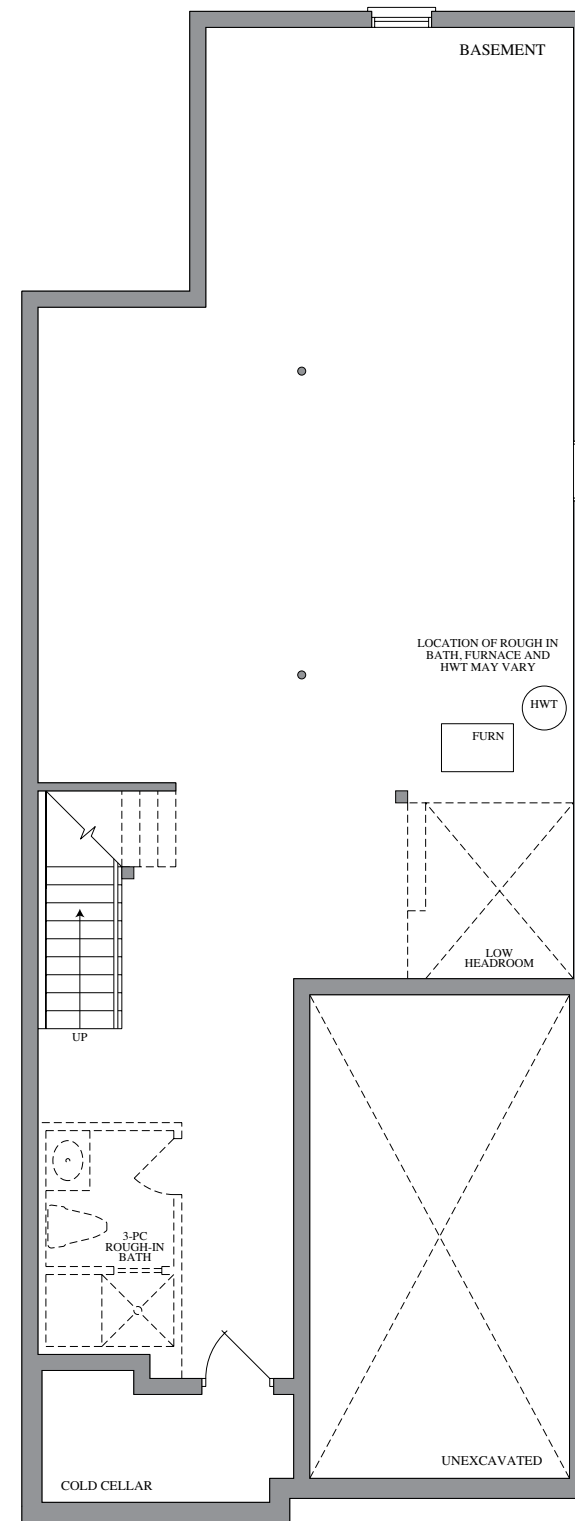 BASEMENT
LOCATION OF ROUGH IN
BATH, FURNACE AND
HWT MAY VARY
HWT
FURN
LOW
HEADROOM
UP
3-PC
ROUGH-IN
BATH
UNEXCAVATED
COLD CELLAR